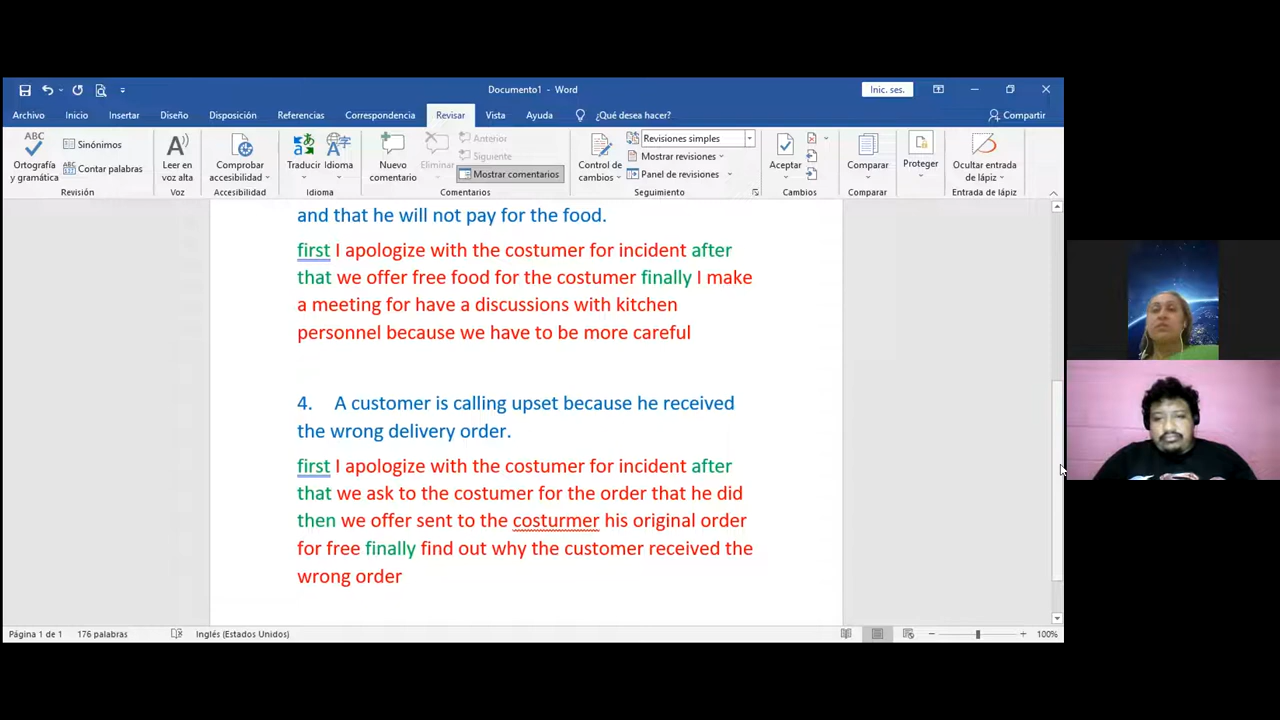 Documento1 - Word
Inic. ses.
Archivo Inicio Insertar Diseño Disposición Referencias Correspondencia Revisar Vista Ayuda ¿Qué desea hacer? Compartir
ABC
Ortografía y gramática
Sinónimos
ABC 123
Contar palabras
Revisión
Leer en voz alta
Voz
Comprobar accesibilidad
Accesibilidad
Traducir Idioma
Idioma
Nuevo comentario
Eliminar
Anterior
Siguiente
Mostrar comentarios
Comentarios
Control de cambios
Revisiones simples
Mostrar revisiones
Panel de revisiones
Seguimiento
Aceptar
Cambios
Comparar
Comparar
Proteger
Ocultar entrada de lápiz
Entrada de lápiz
and that he will not pay for the food.
first I apologize with the costumer for incident after
that we offer free food for the costumer finally I make
a meeting for have a discussions with kitchen
personnel because we have to be more careful
4. A customer is calling upset because he received
the wrong delivery order.
first I apologize with the costumer for incident after
that we ask to the costumer for the order that he did
then we offer sent to the costurmer his original order
for free finally find out why the customer received the
wrong order
Página 1 de 1 176 palabras Inglés (Estados Unidos) 100%